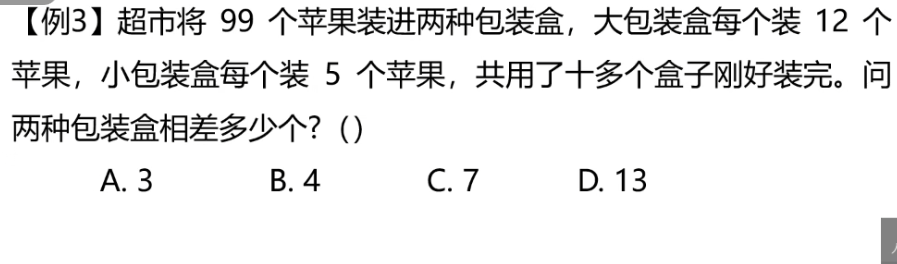 【例3】超市将 99 个苹果装进两种包装盒，大包装盒每个装 12 个
苹果，小包装盒每个装 5 个苹果，共用了十多个盒子刚好装完。问
两种包装盒相差多少个?（）
A. 3 B. 4 C. 7 D. 13